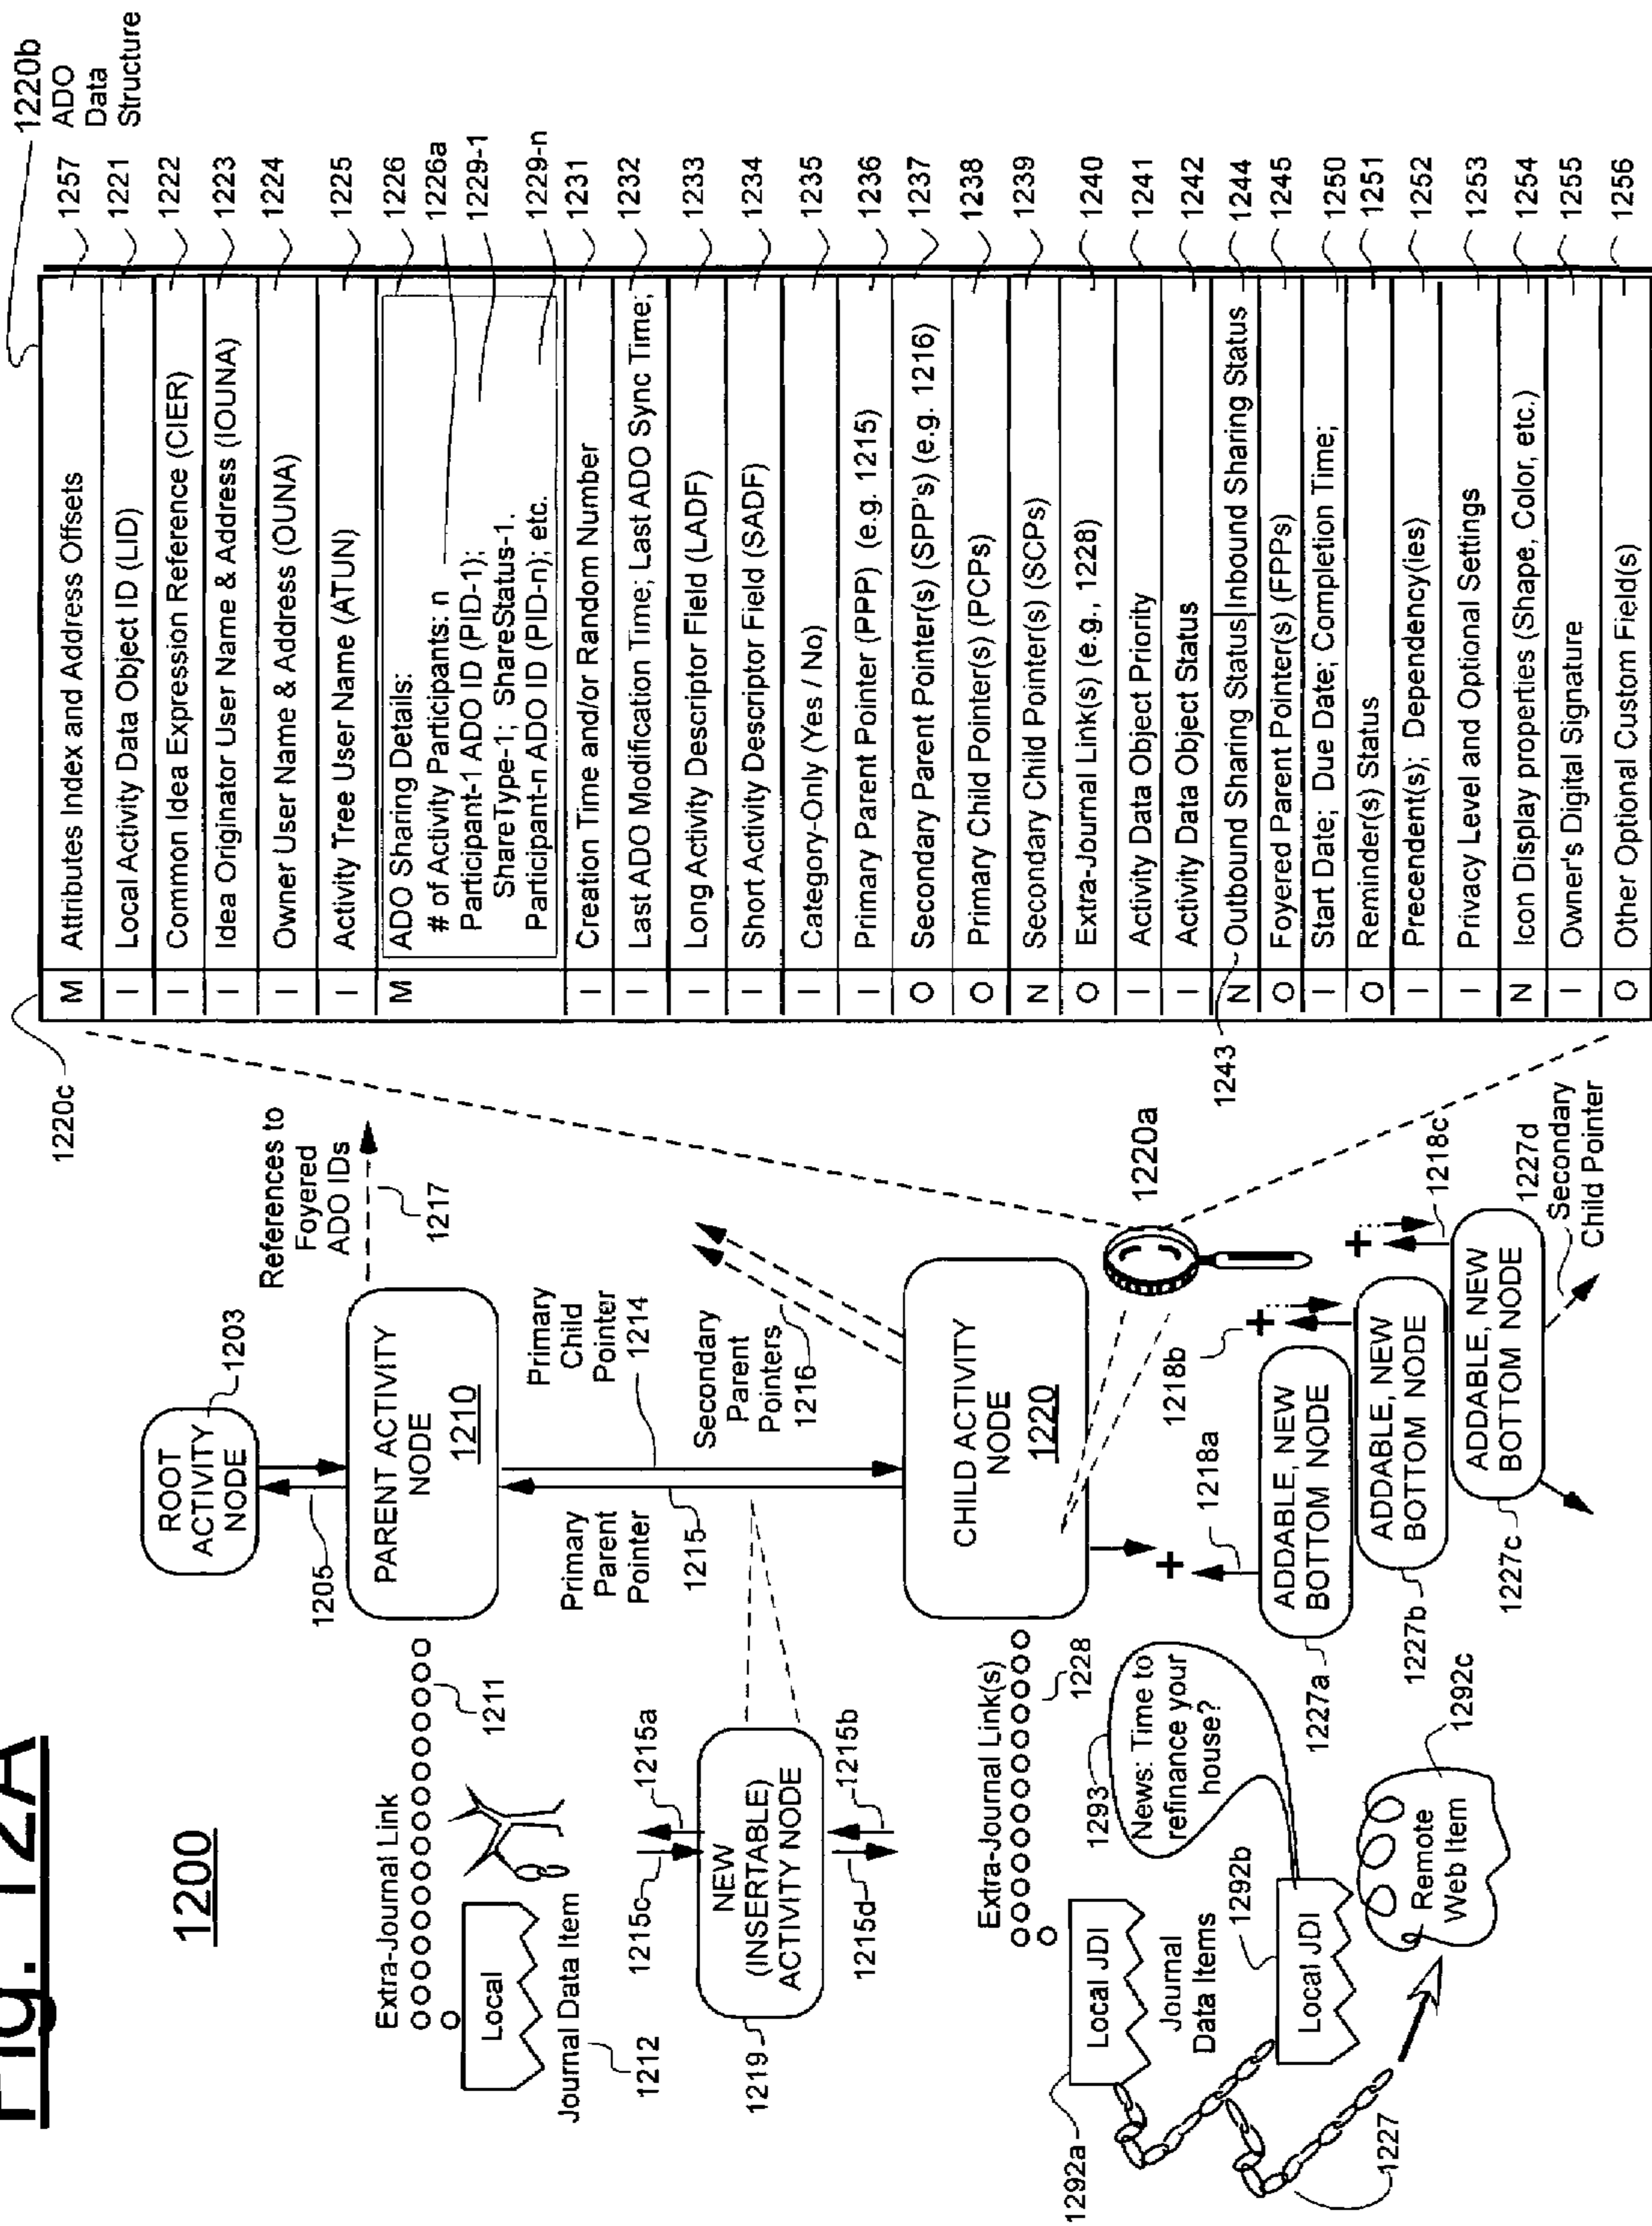 Fig. 12A
1200
1220b
ADO
Data
Structure
1220c
M Attributes Index and Address Offsets 1257
I Local Activity Data Object ID (LID) 1221
I Common Idea Expression Reference (CIER) 1222
I Idea Originator User Name & Address (IOUNA) 1223
I Owner User Name & Address (OUNA) 1224
I Activity Tree User Name (ATUN) 1225
M ADO Sharing Details: 1226
# of Activity Participants: n 1226a
Participant-1 ADO ID (PID-1);
ShareType-1; ShareStatus-1. 1229-1
Participant-n ADO ID (PID-n); etc. 1229-n
I Creation Time and/or Random Number 1231
I Last ADO Modification Time; Last ADO Sync Time; 1232
I Long Activity Descriptor Field (LADF) 1233
I Short Activity Descriptor Field (SADF) 1234
I Category-Only (Yes / No) 1235
I Primary Parent Pointer (PPP) (e.g. 1215) 1236
O Secondary Parent Pointer(s) (SPP's) (e.g. 1216) 1237
O Primary Child Pointer(s) (PCPs) 1238
N Secondary Child Pointer(s) (SCPs) 1239
O Extra-Journal Link(s) (e.g., 1228) 1240
I Activity Data Object Priority 1241
I Activity Data Object Status 1242
1243 N Outbound Sharing Status Inbound Sharing Status 1244
O Foyered Parent Pointer(s) (FPPs) 1245
I Start Date; Due Date; Completion Time; 1250
O Reminder(s) Status 1251
I Precendent(s); Dependency(ies) 1252
I Privacy Level and Optional Settings 1253
N Icon Display properties (Shape, Color, etc.) 1254
I Owner's Digital Signature 1255
O Other Optional Custom Field(s) 1256
ROOT
ACTIVITY
NODE
1203
1205
References to
Foyered
ADO IDs
1217
PARENT ACTIVITY
NODE
1210
Extra-Journal Link
1211
Local
Journal Data Item
1212
Primary
Child
Pointer
1214
Primary
Parent
Pointer
1215
Secondary
Parent
Pointers
1216
1215c
1215a
NEW
(INSERTABLE)
ACTIVITY NODE
1219
1215d
1215b
CHILD ACTIVITY
NODE
1220
1220a
Extra-Journal Link(s)
1228
Local JDI
1292a
Journal
Data Items
1292b
Local JDI
1293
News: Time to
refinance your
house?
Remote
Web Item
1292c
1227
+
1218a
ADDABLE, NEW
BOTTOM NODE
1227a
+
1218b
ADDABLE, NEW
BOTTOM NODE
1227b
+
1218c
ADDABLE, NEW
BOTTOM NODE
1227c
1227d
Secondary
Child Pointer